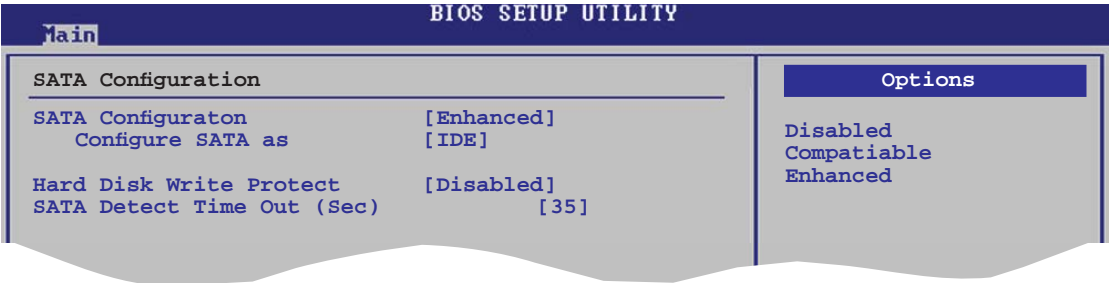 BIOS SETUP UTILITY
Main
SATA Configuration
SATA Configuraton [Enhanced]
Configure SATA as [IDE]
Hard Disk Write Protect [Disabled]
SATA Detect Time Out (Sec) [35]
Options
Disabled
Compatiable
Enhanced